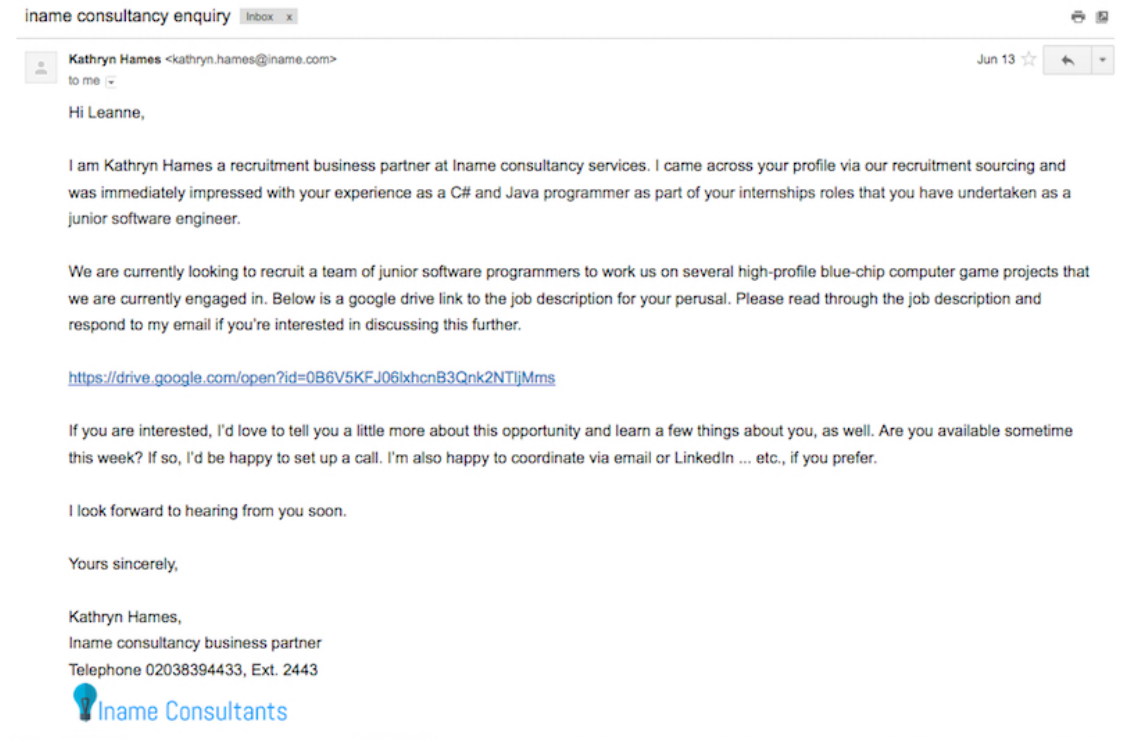 iname consultancy enquiry Inbox x
Kathryn Hames <kathryn.hames@iname.com> Jun 13
to me
Hi Leanne,
I am Kathryn Hames a recruitment business partner at Iname consultancy services. I came across your profile via our recruitment sourcing and
was immediately impressed with your experience as a C# and Java programmer as part of your internships roles that you have undertaken as a
junior software engineer.
We are currently looking to recruit a team of junior software programmers to work us on several high-profile blue-chip computer game projects that
we are currently engaged in. Below is a google drive link to the job description for your perusal. Please read through the job description and
respond to my email if you're interested in discussing this further.
https://drive.google.com/open?id=0B6V5KFJ06lxhcnB3Qnk2NTljMms
If you are interested, I'd love to tell you a little more about this opportunity and learn a few things about you, as well. Are you available sometime
this week? If so, I'd be happy to set up a call. I'm also happy to coordinate via email or LinkedIn ... etc., if you prefer.
I look forward to hearing from you soon.
Yours sincerely,
Kathryn Hames,
Iname consultancy business partner
Telephone 02038394433, Ext. 2443
Iname Consultants